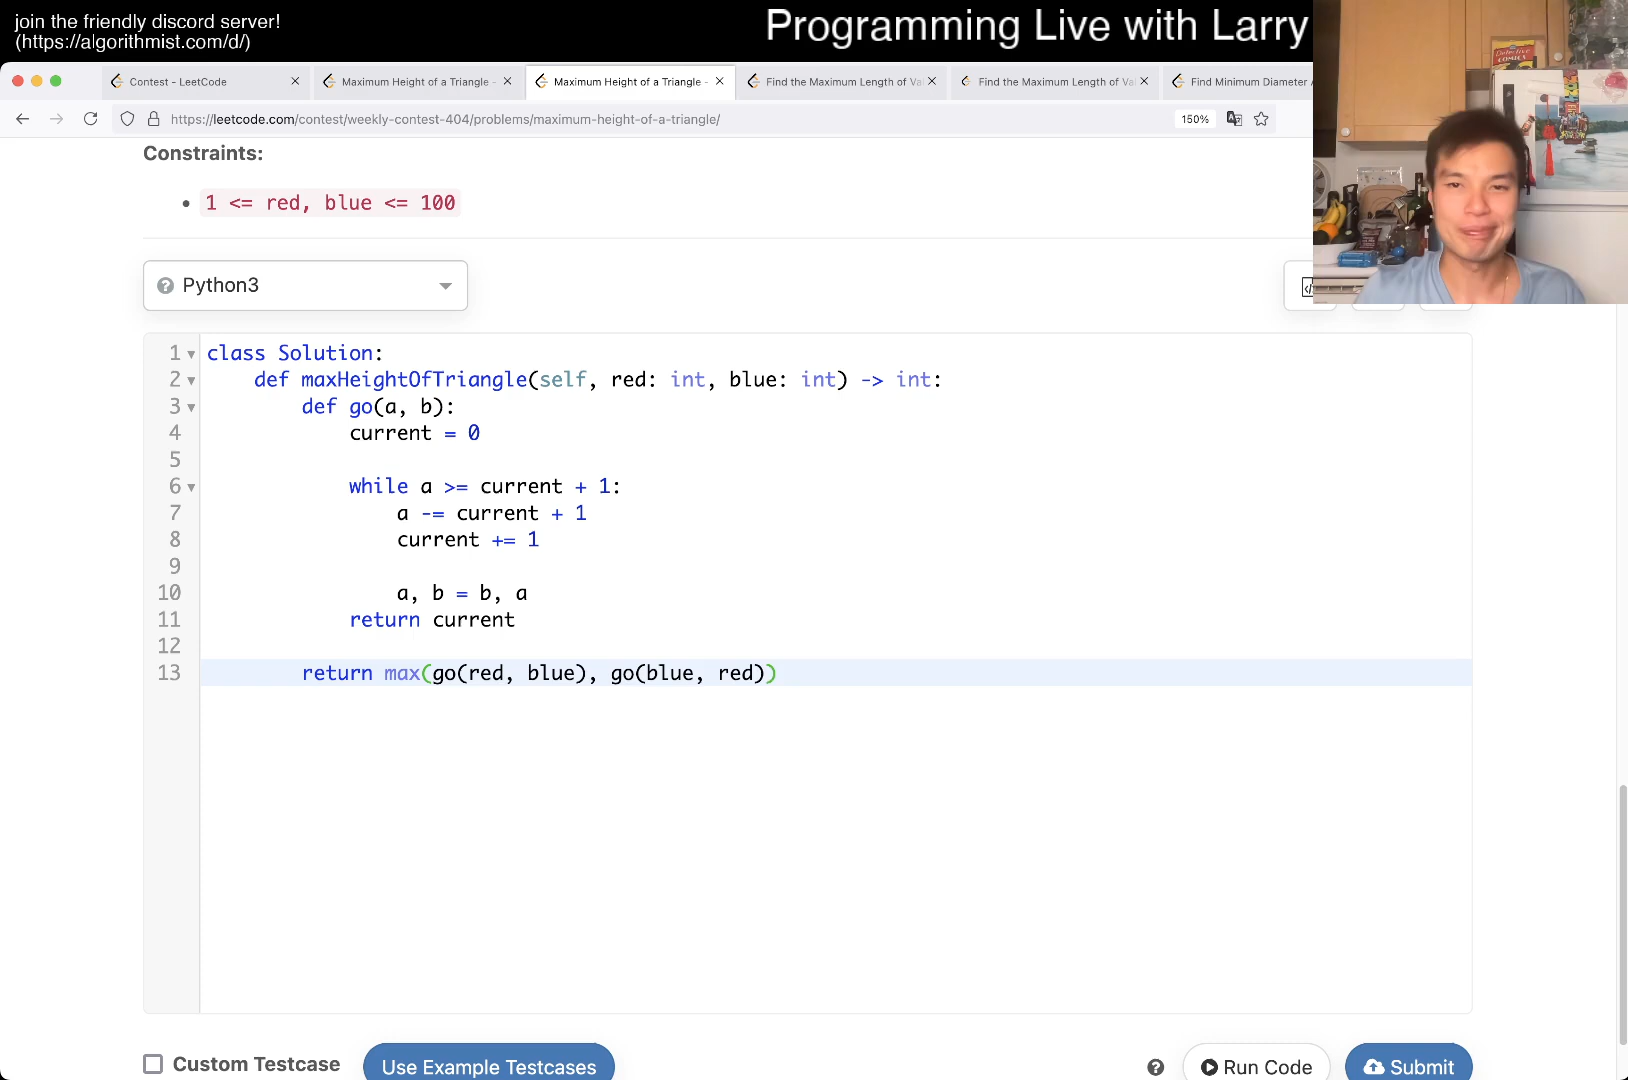 join the friendly discord server!
(https://algorithmist.com/d/)
Programming Live with Larry
Contest - LeetCode
Maximum Height of a Triangle -
Maximum Height of a Triangle -
Find the Maximum Length of Va
Find the Maximum Length of Va
Find Minimum Diameter
https://leetcode.com/contest/weekly-contest-404/problems/maximum-height-of-a-triangle/
150%
Constraints:
• 1 <= red, blue <= 100
Python3
1 class Solution:
2 def maxHeightOfTriangle(self, red: int, blue: int) -> int:
3 def go(a, b):
4 current = 0
5
6 while a >= current + 1:
7 a -= current + 1
8 current += 1
9
10 a, b = b, a
11 return current
12
13 return max(go(red, blue), go(blue, red))
Custom Testcase
Use Example Testcases
Run Code
Submit